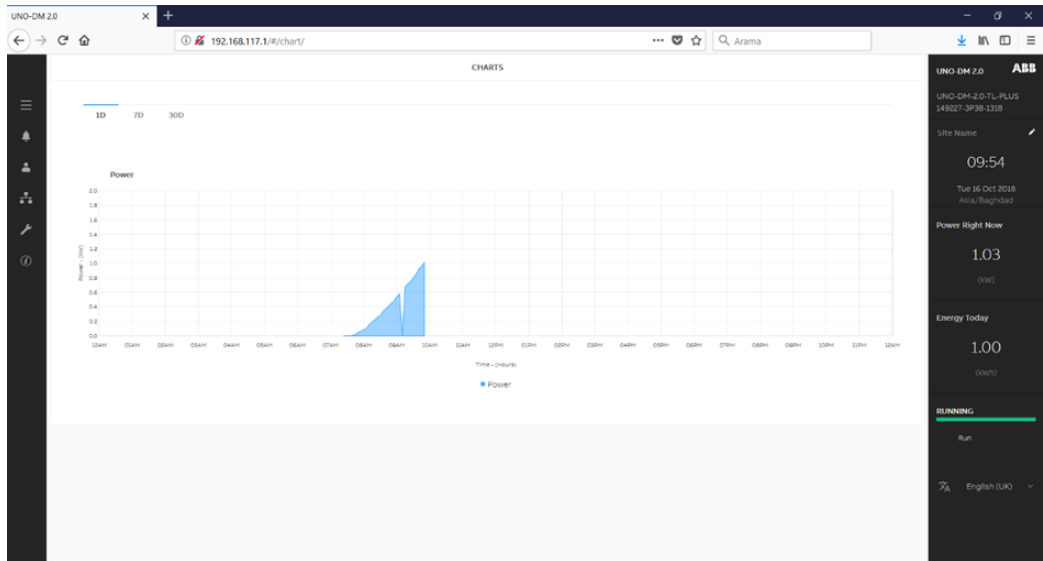 UNO-DM 2.0
192.168.117.1/#/chart/
Arama
CHARTS
1D 7D 30D
Power
2.0
1.8
1.6
1.4
1.2
1.0
0.8
0.6
0.4
0.2
0.0
Power - (kW)
12AM 01AM 02AM 03AM 04AM 05AM 06AM 07AM 08AM 09AM 10AM 11AM 12PM 01PM 02PM 03PM 04PM 05PM 06PM 07PM 08PM 09PM 10PM 11PM 12AM
Time - (Hours)
Power
UNO-DM 2.0 ABB
UNO-DM-2.0-TL-PLUS
149227-3P38-1318
Site Name
09:54
Tue 16 Oct 2018
Asia/Baghdad
Power Right Now
1.03
(kW)
Energy Today
1.00
(kWh)
RUNNING
Run
English (UK)